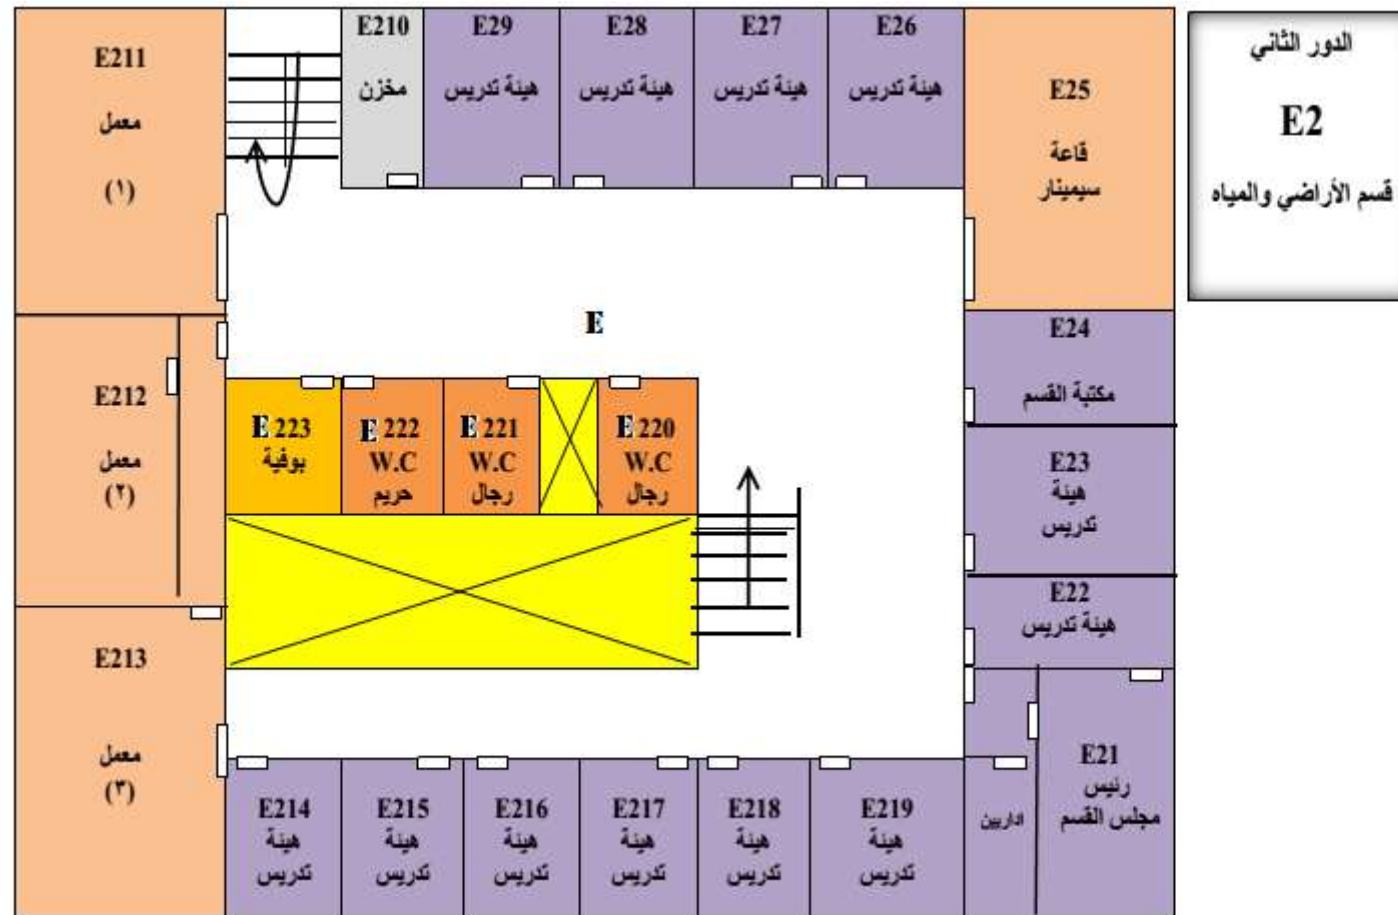 الدور الثاني
E2
قسم الأراضي والمياه
E211
معمل
(١)
E210
مخزن
E29
هيئة تدريس
E28
هيئة تدريس
E27
هيئة تدريس
E26
هيئة تدريس
E25
قاعة
سيمينار
E
E24
مكتبة القسم
E212
معمل
(٢)
E 223
بوفية
E 222
W.C
حريم
E 221
W.C
رجال
E 220
W.C
رجال
E23
هيئة
تدريس
E22
هيئة تدريس
E213
معمل
(٣)
E214
هيئة
تدريس
E215
هيئة
تدريس
E216
هيئة
تدريس
E217
هيئة
تدريس
E218
هيئة
تدريس
E219
هيئة
تدريس
اداريين
E21
رئيس
مجلس القسم